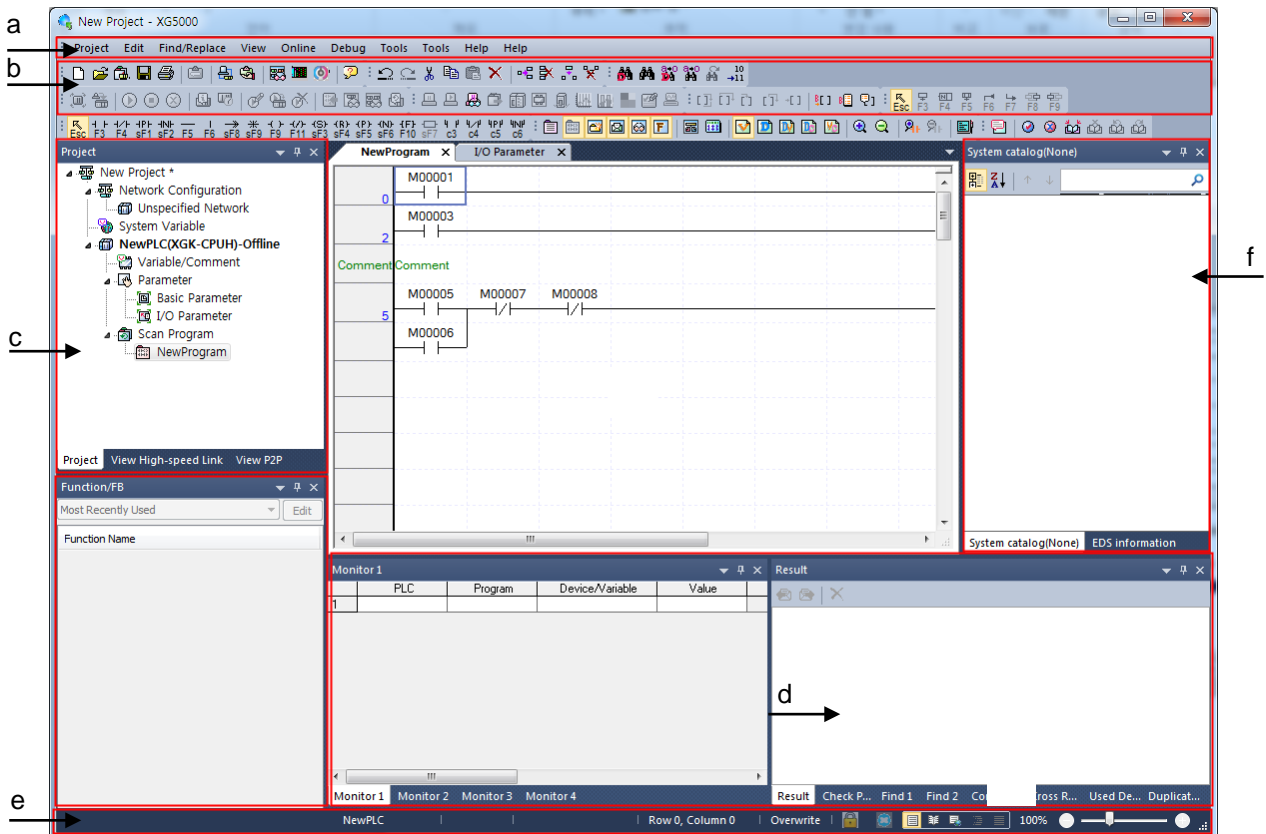 New Project - XG5000
a
Project Edit Find/Replace View Online Debug Tools Tools Help Help
b
Esc F3 F4 F5 F6 F7 F8 F9
Esc F3 F4 sF1 sF2 F5 F6 sF8 sF9 F9 F11 sF3 sF4 sF5 sF6 F10 sF7 c3 c4 c5 c6
Project
NewProgram
I/O Parameter
System catalog(None)
New Project *
Network Configuration
Unspecified Network
System Variable
NewPLC(XGK-CPUH)-Offline
Variable/Comment
Parameter
Basic Parameter
I/O Parameter
Scan Program
NewProgram
c
Project View High-speed Link View P2P
M00001
0
M00003
2
Comment Comment
M00005 M00007 M00008
5
M00006
f
System catalog(None) EDS information
Function/FB
Most Recently Used Edit
Function Name
Monitor 1
PLC Program Device/Variable Value
1
Monitor 1 Monitor 2 Monitor 3 Monitor 4
Result
d
Result Check P... Find 1 Find 2 ross R... Used De... Duplicat...
e
NewPLC Row 0, Column 0 Overwrite 100%